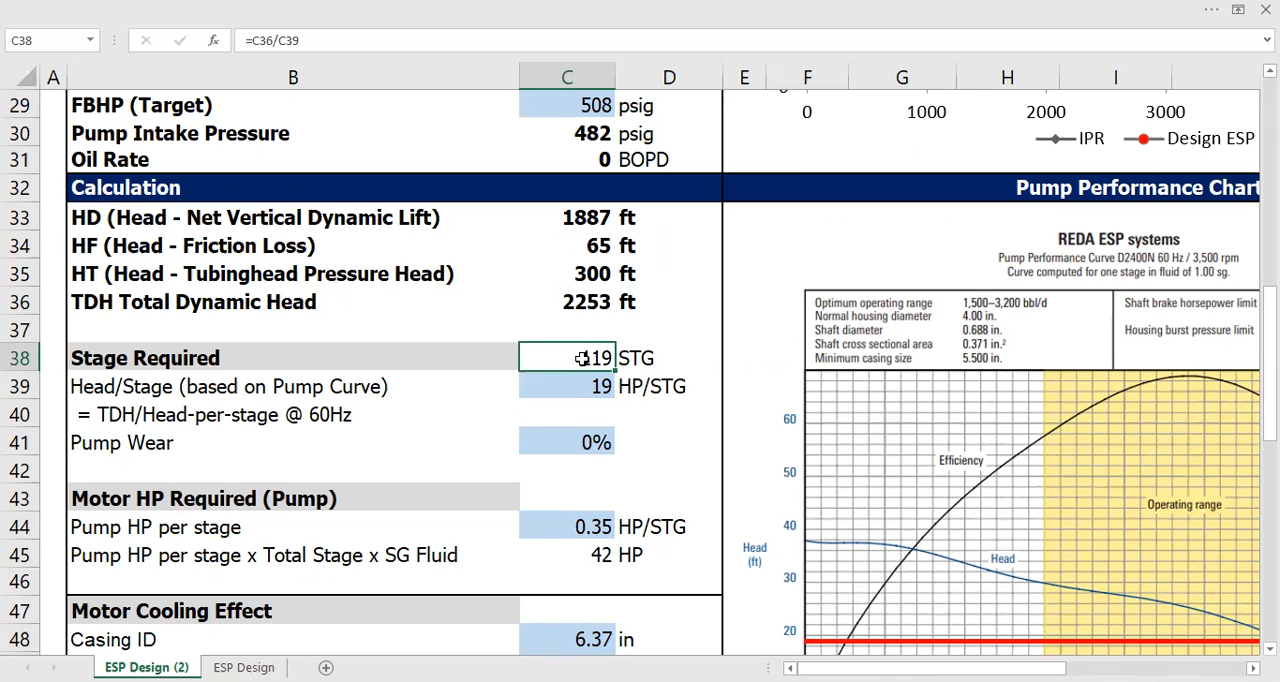 C38
fx
=C36/C39
A B C D E F G H I
29 FBHP (Target) 508 psig
30 Pump Intake Pressure 482 psig
31 Oil Rate 0 BOPD
32 Calculation
33 HD (Head - Net Vertical Dynamic Lift) 1887 ft
34 HF (Head - Friction Loss) 65 ft
35 HT (Head - Tubinghead Pressure Head) 300 ft
36 TDH Total Dynamic Head 2253 ft
37
38 Stage Required 119 STG
39 Head/Stage (based on Pump Curve) 19 HP/STG
40 = TDH/Head-per-stage @ 60Hz
41 Pump Wear 0%
42
43 Motor HP Required (Pump)
44 Pump HP per stage 0.35 HP/STG
45 Pump HP per stage x Total Stage x SG Fluid 42 HP
46
47 Motor Cooling Effect
48 Casing ID 6.37 in
0 1000 2000 3000
IPR Design ESP
Pump Performance Chart
REDA ESP systems
Pump Performance Curve D2400N 60 Hz / 3,500 rpm
Curve computed for one stage in fluid of 1.00 sg.
Optimum operating range 1,500–3,200 bbl/d
Normal housing diameter 4.00 in.
Shaft diameter 0.688 in.
Shaft cross sectional area 0.371 in.²
Minimum casing size 5.500 in.
Shaft brake horsepower limit
Housing burst pressure limit
60
50
40
30
20
Head
(ft)
Efficiency
Operating range
Head
ESP Design (2) ESP Design